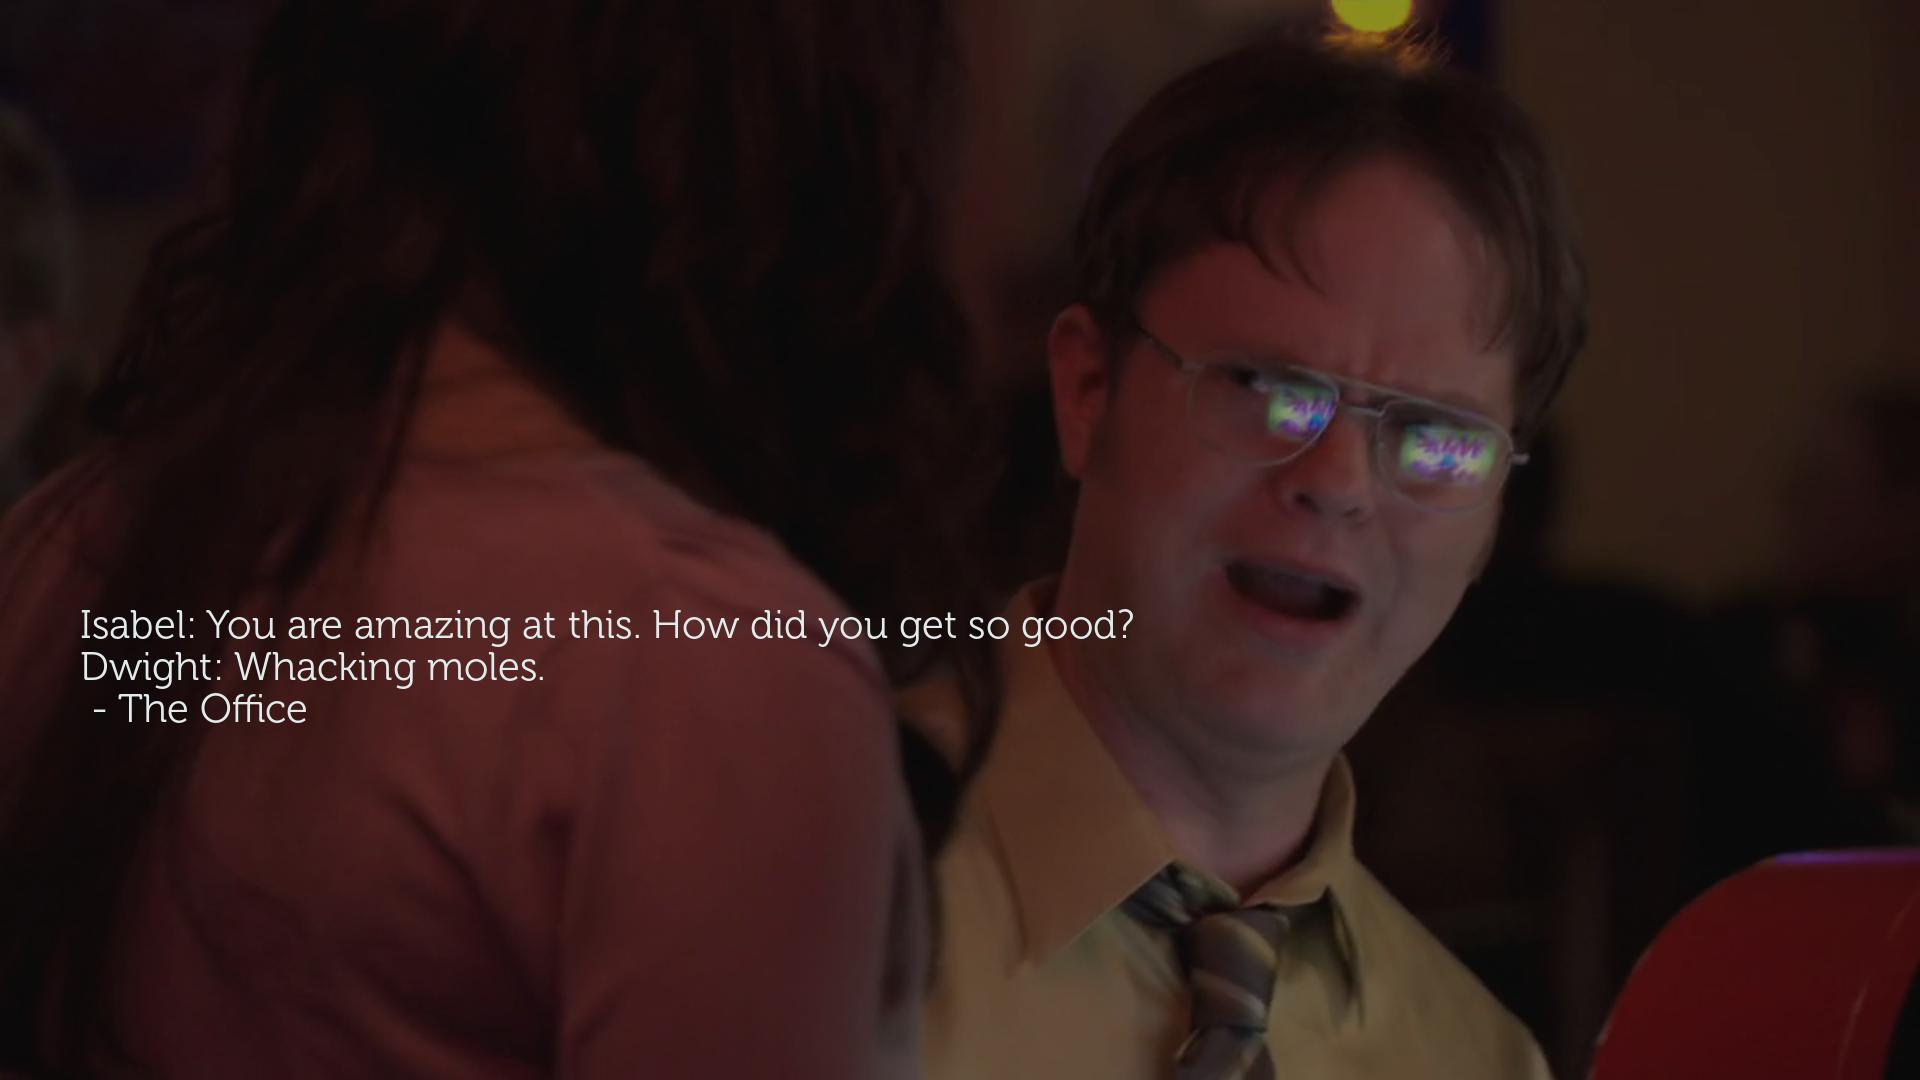 Isabel: You are amazing at this. How did you get so good?
Dwight: Whacking moles.
- The Office